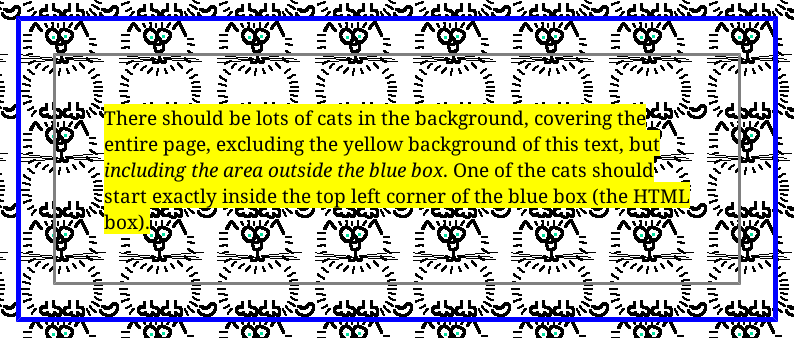 There should be lots of cats in the background, covering the
entire page, excluding the yellow background of this text, but
including the area outside the blue box. One of the cats should
start exactly inside the top left corner of the blue box (the HTML
box).